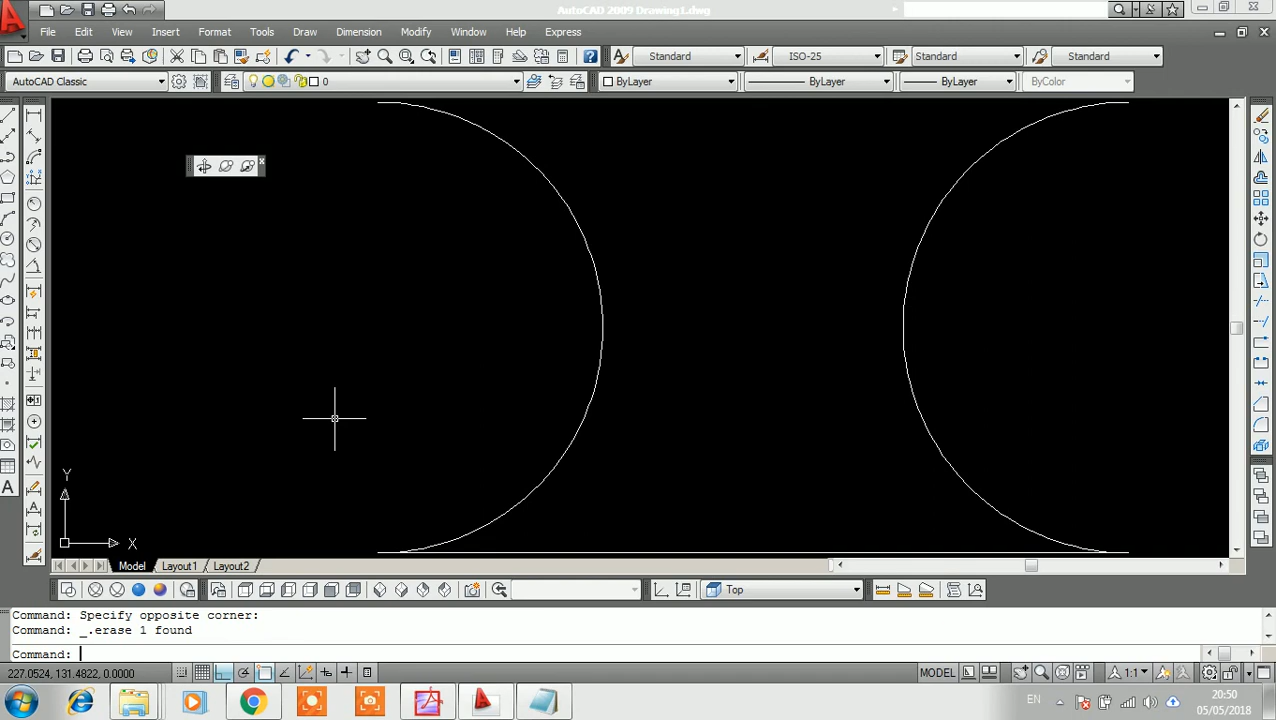 AutoCAD 2009 Drawing1.dwg
File Edit View Insert Format Tools Draw Dimension Modify Window Help Express
Standard ISO-25 Standard Standard
AutoCAD Classic 0 ByLayer ByLayer ByLayer ByColor
Y
X
Model Layout1 Layout2
Top
Command: Specify opposite corner:
Command: _.erase 1 found
Command:
227.0524, 131.4822, 0.0000 MODEL 1:1
EN 20:50
05/05/2018